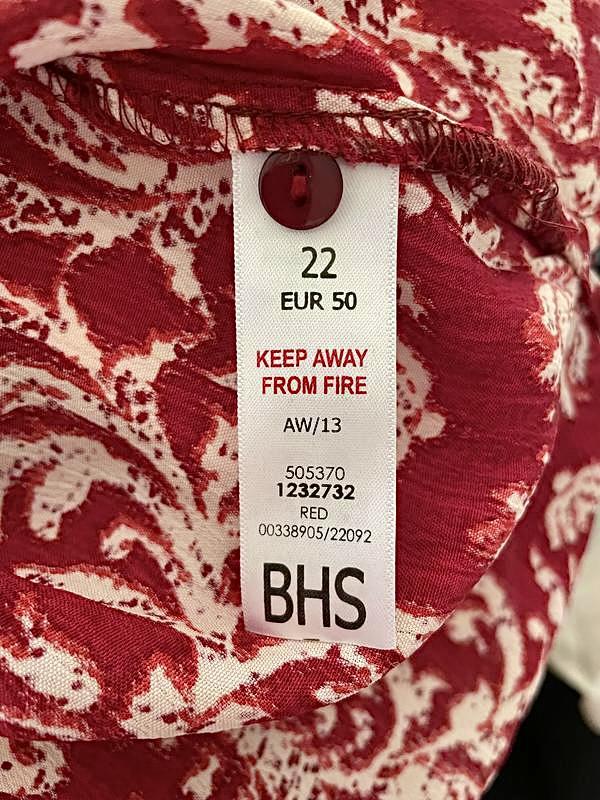 22
EUR 50
KEEP AWAY
FROM FIRE
AW/13
505370
1232732
RED
00338905/22092
BHS